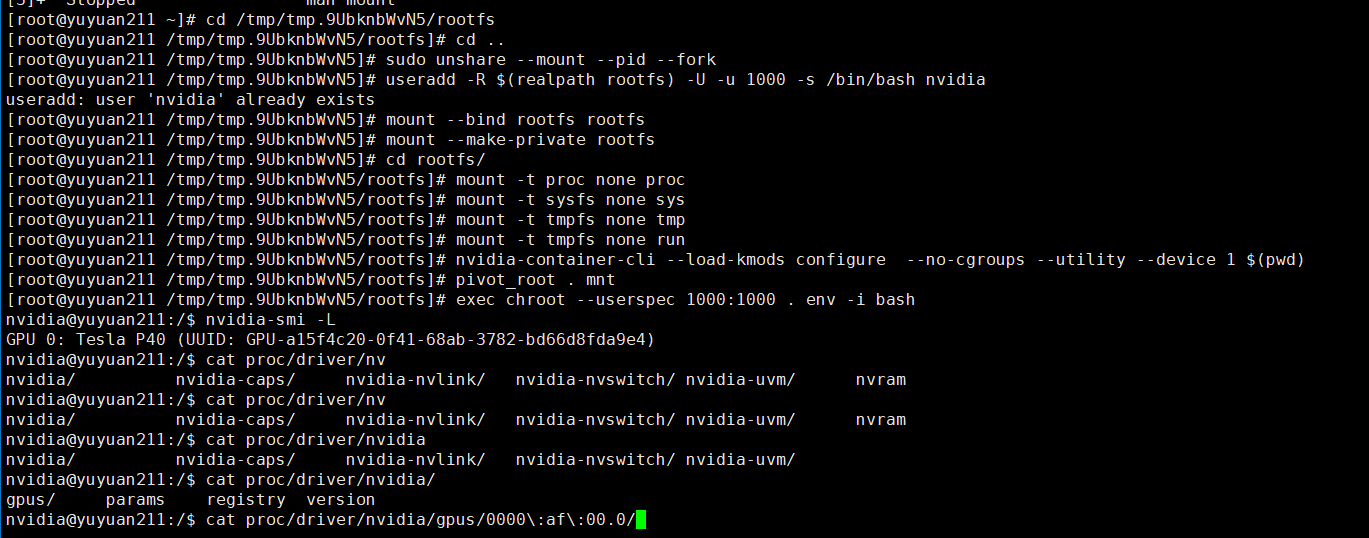 [3]+  Stopped                 man mount
[root@yuyuan211 ~]# cd /tmp/tmp.9UbknbWvN5/rootfs
[root@yuyuan211 /tmp/tmp.9UbknbWvN5/rootfs]# cd ..
[root@yuyuan211 /tmp/tmp.9UbknbWvN5]# sudo unshare --mount --pid --fork
[root@yuyuan211 /tmp/tmp.9UbknbWvN5]# useradd -R $(realpath rootfs) -U -u 1000 -s /bin/bash nvidia
useradd: user 'nvidia' already exists
[root@yuyuan211 /tmp/tmp.9UbknbWvN5]# mount --bind rootfs rootfs
[root@yuyuan211 /tmp/tmp.9UbknbWvN5]# mount --make-private rootfs
[root@yuyuan211 /tmp/tmp.9UbknbWvN5]# cd rootfs/
[root@yuyuan211 /tmp/tmp.9UbknbWvN5/rootfs]# mount -t proc none proc
[root@yuyuan211 /tmp/tmp.9UbknbWvN5/rootfs]# mount -t sysfs none sys
[root@yuyuan211 /tmp/tmp.9UbknbWvN5/rootfs]# mount -t tmpfs none tmp
[root@yuyuan211 /tmp/tmp.9UbknbWvN5/rootfs]# mount -t tmpfs none run
[root@yuyuan211 /tmp/tmp.9UbknbWvN5/rootfs]# nvidia-container-cli --load-kmods configure  --no-cgroups --utility --device 1 $(pwd)
[root@yuyuan211 /tmp/tmp.9UbknbWvN5/rootfs]# pivot_root . mnt
[root@yuyuan211 /tmp/tmp.9UbknbWvN5/rootfs]# exec chroot --userspec 1000:1000 . env -i bash
nvidia@yuyuan211:/$ nvidia-smi -L
GPU 0: Tesla P40 (UUID: GPU-a15f4c20-0f41-68ab-3782-bd66d8fda9e4)
nvidia@yuyuan211:/$ cat proc/driver/nv
nvidia/          nvidia-caps/     nvidia-nvlink/   nvidia-nvswitch/ nvidia-uvm/      nvram
nvidia@yuyuan211:/$ cat proc/driver/nv
nvidia/          nvidia-caps/     nvidia-nvlink/   nvidia-nvswitch/ nvidia-uvm/      nvram
nvidia@yuyuan211:/$ cat proc/driver/nvidia
nvidia/          nvidia-caps/     nvidia-nvlink/   nvidia-nvswitch/ nvidia-uvm/
nvidia@yuyuan211:/$ cat proc/driver/nvidia/
gpus/     params    registry  version
nvidia@yuyuan211:/$ cat proc/driver/nvidia/gpus/0000\:af\:00.0/